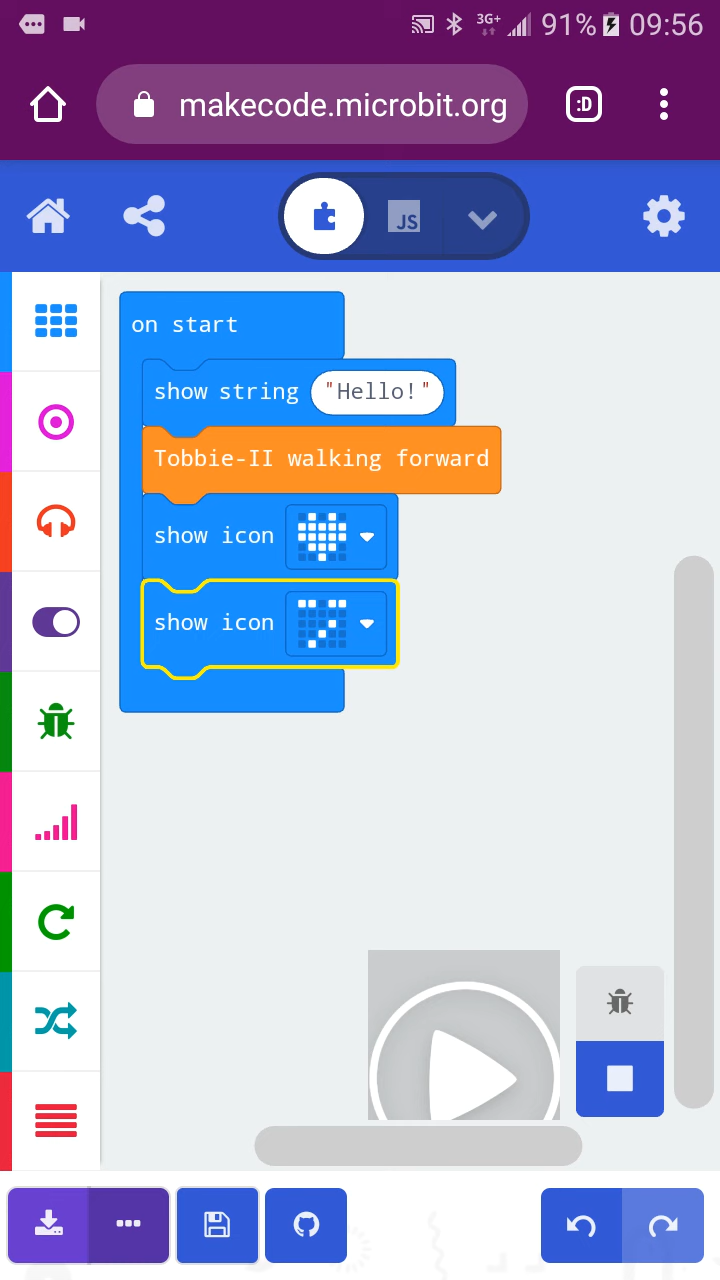 3G+ 91% 09:56
makecode.microbit.org :D
JS
on start
show string "Hello!"
Tobbie-II walking forward
show icon
show icon